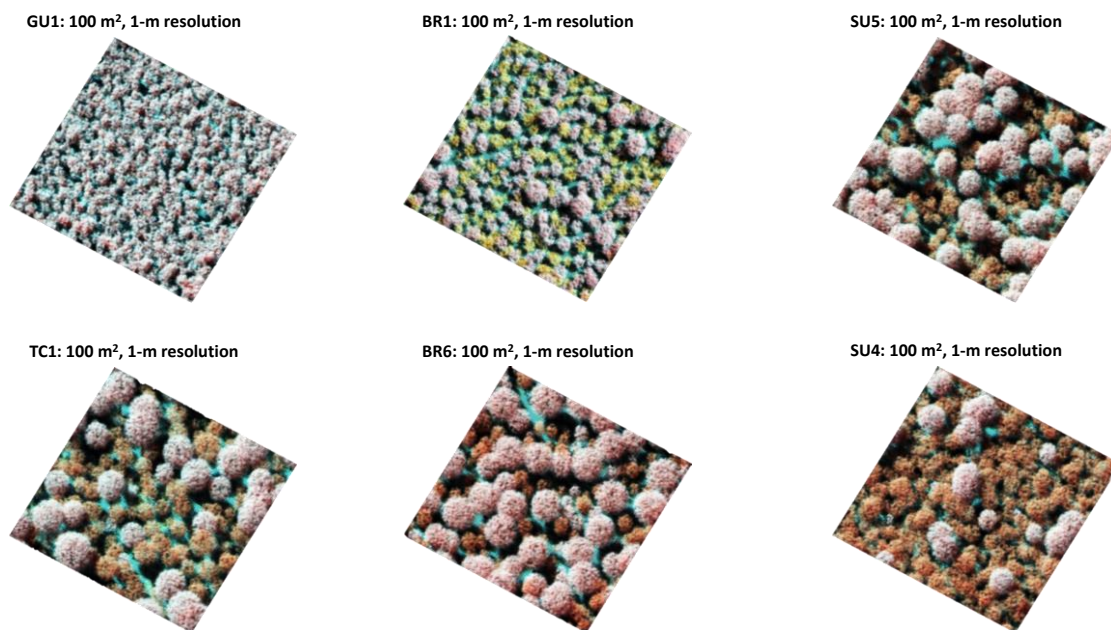 GU1: 100 m², 1-m resolution
BR1: 100 m², 1-m resolution
SU5: 100 m², 1-m resolution
TC1: 100 m², 1-m resolution
BR6: 100 m², 1-m resolution
SU4: 100 m², 1-m resolution